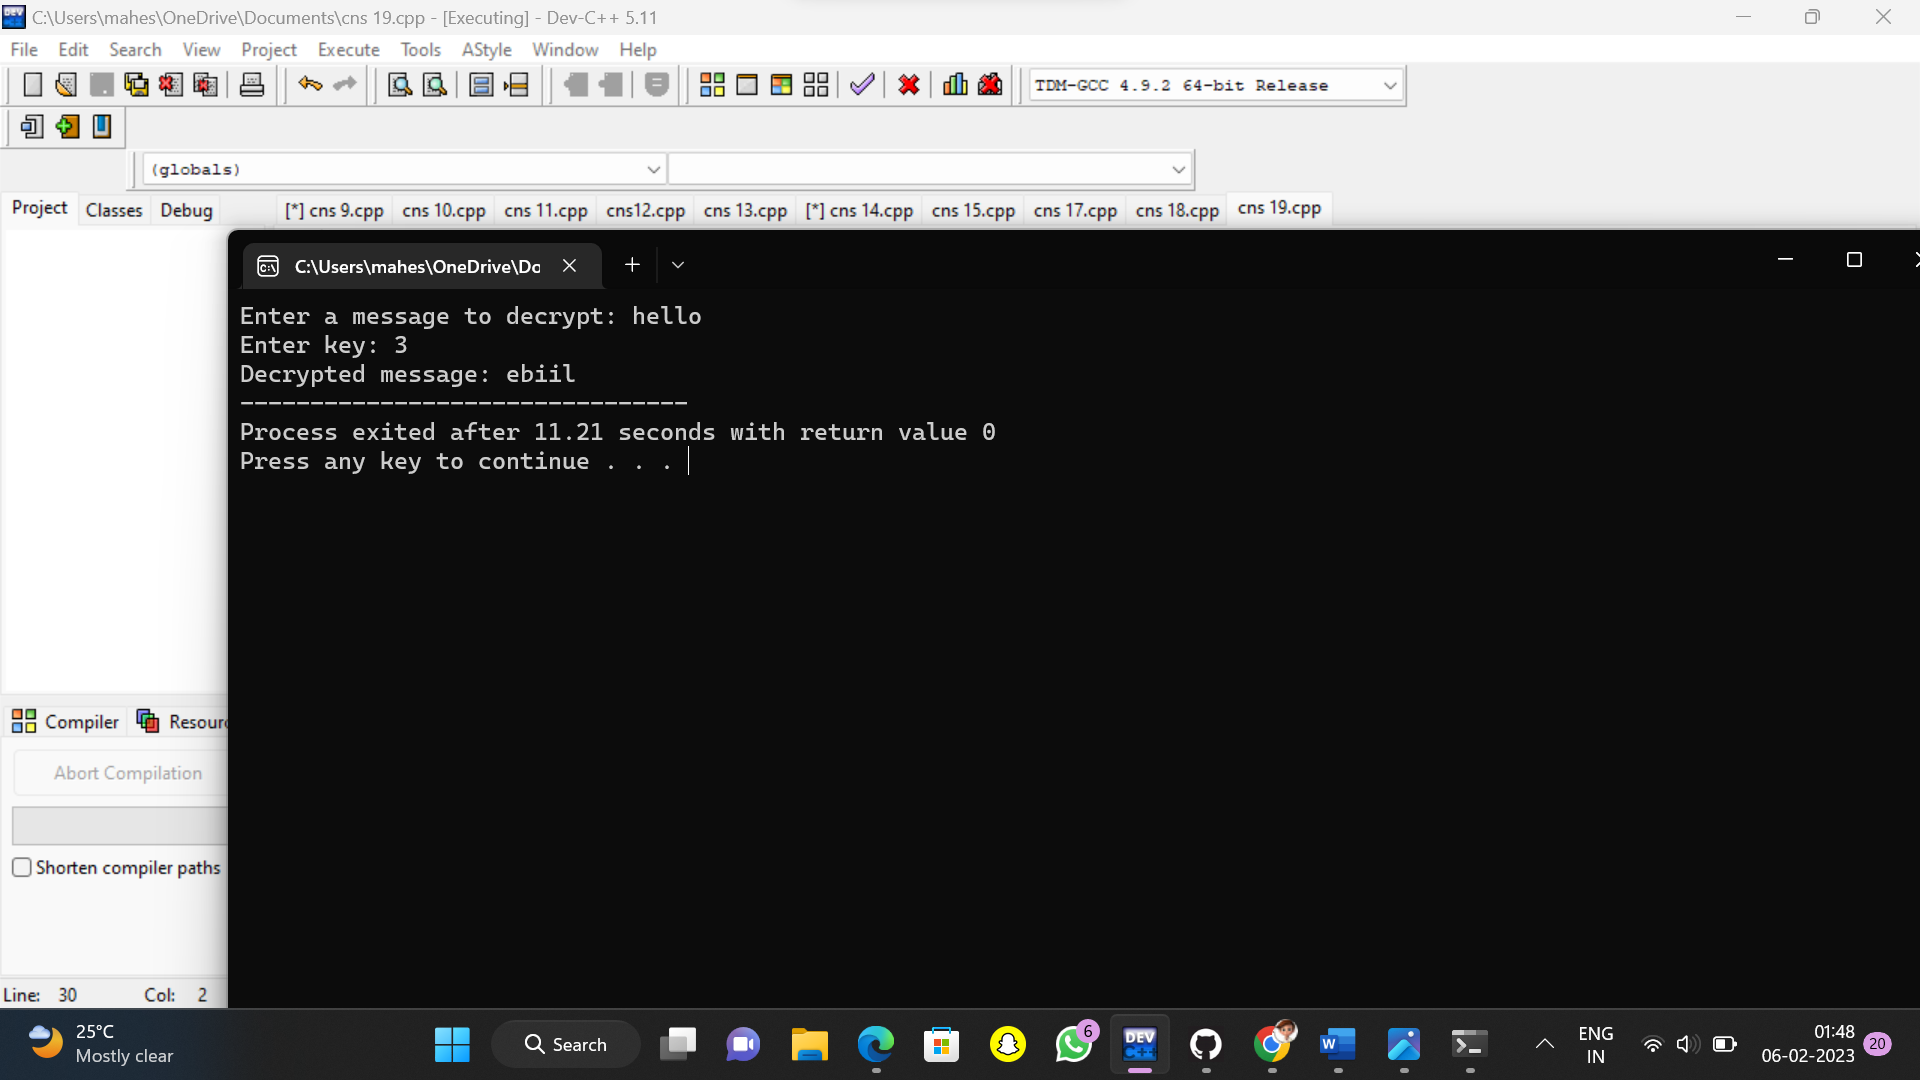 C:\Users\mahes\OneDrive\Documents\cns 19.cpp - [Executing] - Dev-C++ 5.11
File Edit Search View Project Execute Tools AStyle Window Help
TDM-GCC 4.9.2 64-bit Release
(globals)
Project Classes Debug [*] cns 9.cpp cns 10.cpp cns 11.cpp cns12.cpp cns 13.cpp [*] cns 14.cpp cns 15.cpp cns 17.cpp cns 18.cpp cns 19.cpp
C:\Users\mahes\OneDrive\Do
Enter a message to decrypt: hello
Enter key: 3
Decrypted message: ebiil
--------------------------------
Process exited after 11.21 seconds with return value 0
Press any key to continue . . .
Compiler Resour
Abort Compilation
Shorten compiler paths
Line: 30 Col: 2
25°C
Mostly clear
Search
6
DEV
C++
W
ENG
IN
01:48
06-02-2023
20